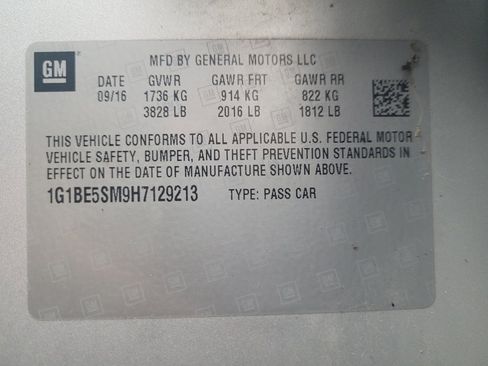 GM
MFD BY GENERAL MOTORS LLC
DATE GVWR GAWR FRT GAWR RR
09/16 1736 KG 914 KG 822 KG
3828 LB 2016 LB 1812 LB
THIS VEHICLE CONFORMS TO ALL APPLICABLE U.S. FEDERAL MOTOR
VEHICLE SAFETY, BUMPER, AND THEFT PREVENTION STANDARDS IN
EFFECT ON THE DATE OF MANUFACTURE SHOWN ABOVE.
1G1BE5SM9H7129213 TYPE: PASS CAR